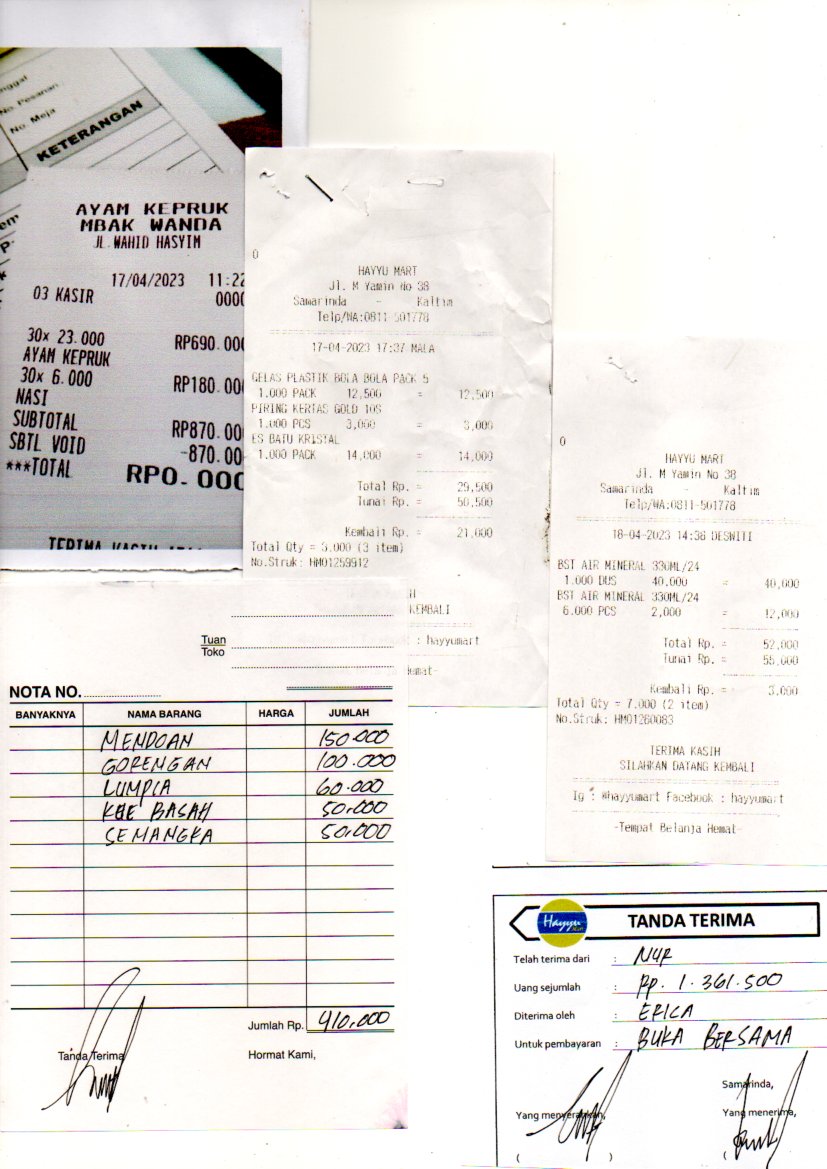 nggal
No. Pesanan
No. Meja
KETERANGAN
AYAM KEPRUK
MBAK WANDA
JL.WAHID HASYIM
17/04/2023 11:22
03 KASIR 0000
30x 23.000
AYAM KEPRUK RP690.000
30x 6.000
NASI RP180.00
SUBTOTAL RP870.00
SBTL VOID -870.00
***TOTAL RP0.000
0
HAYYU MART
Jl. M Yamin No 38
Samarinda - Kaltim
Telp/WA:0811-501778
17-04-2023 17:37 MALA
GELAS PLASTIK BOLA BOLA PACK 5
1.000 PACK 12,500 = 12,500
PIRING KERTAS GOLD 10S
1.000 PCS 3,000 = 3,000
ES BATU KRISTAL
1.000 PACK 14,000 = 14,000
Total Rp. = 29,500
Tunai Rp. = 50,500
Kembali Rp. = 21,000
Total Qty = 3.000 (3 item)
No.Struk: HM01259912
KEMBALI
: hayyumart
Hemat-
0
HAYYU MART
Jl. M Yamin No 38
Samarinda Kaltim
Telp/WA:0811-501778
18-04-2023 14:36 DESWITI
BST AIR MINERAL 330ML/24
1.000 DUS 40,000 = 40,000
BST AIR MINERAL 330ML/24
6.000 PCS 2,000 = 12,000
Total Rp. = 52,000
Tunai Rp. = 55,000
Kembali Rp. = 3,000
Total Qty = 7.000 (2 item)
No.Struk: HM01260083
TERIMA KASIH
SILAHKAN DATANG KEMBALI
Ig : @hayyumart Facebook : hayyumart
-Tempat Belanja Hemat-
Tuan
Toko
NOTA NO.
BANYAKNYA NAMA BARANG HARGA JUMLAH
MENDOAN 150.000
GORENGAN 100.000
LUMPIA 60.000
KUE BASAH 50.000
SEMANGKA 50.000
Jumlah Rp. 410.000
Tanda Terima Hormat Kami,
Hayyu
TANDA TERIMA
Telah terima dari : NUR
Uang sejumlah : Rp. 1.361.500
Diterima oleh : ERICA
Untuk pembayaran : BUKA BERSAMA
Samarinda,
Yang menyerahkan, Yang menerima,
( ) (